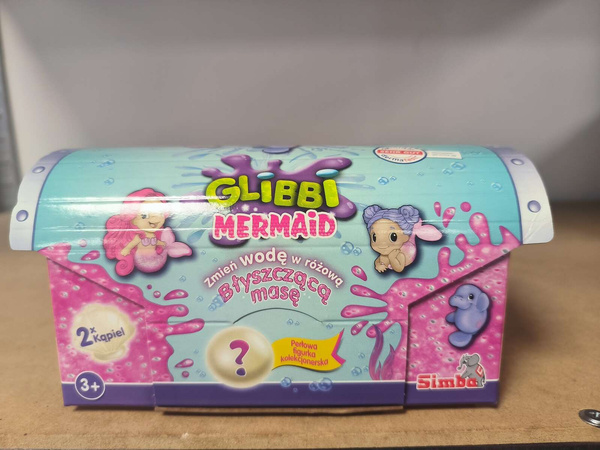 GLiBBi
MERMAiD
Zmień wodę w różową
Błyszczącą
masę
2x
Kąpiel
?
Perłowa
figurka
kolekcjonerska
3+
Simba